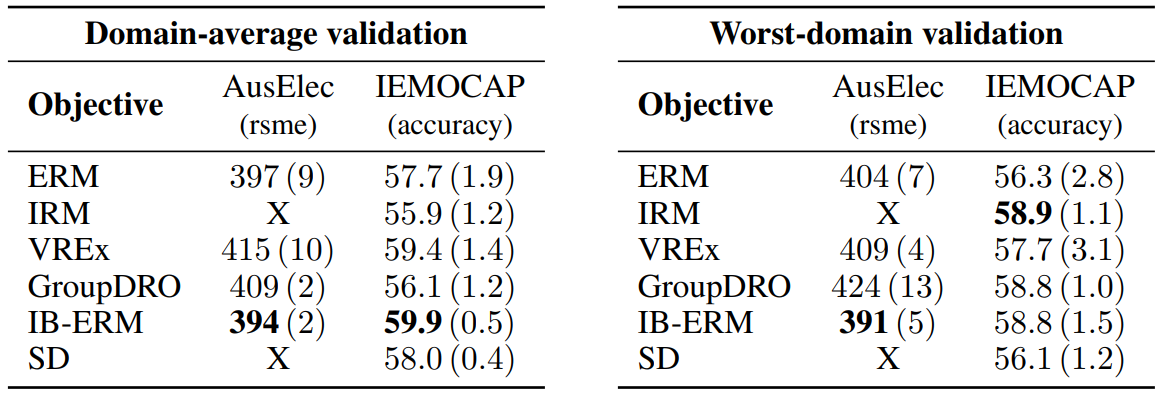 Domain-average validation
Objective AusElec (rsme) IEMOCAP (accuracy)
ERM 397 (9) 57.7 (1.9)
IRM X 55.9 (1.2)
VREx 415 (10) 59.4 (1.4)
GroupDRO 409 (2) 56.1 (1.2)
IB-ERM 394 (2) 59.9 (0.5)
SD X 58.0 (0.4)
Worst-domain validation
Objective AusElec (rsme) IEMOCAP (accuracy)
ERM 404 (7) 56.3 (2.8)
IRM X 58.9 (1.1)
VREx 409 (4) 57.7 (3.1)
GroupDRO 424 (13) 58.8 (1.0)
IB-ERM 391 (5) 58.8 (1.5)
SD X 56.1 (1.2)